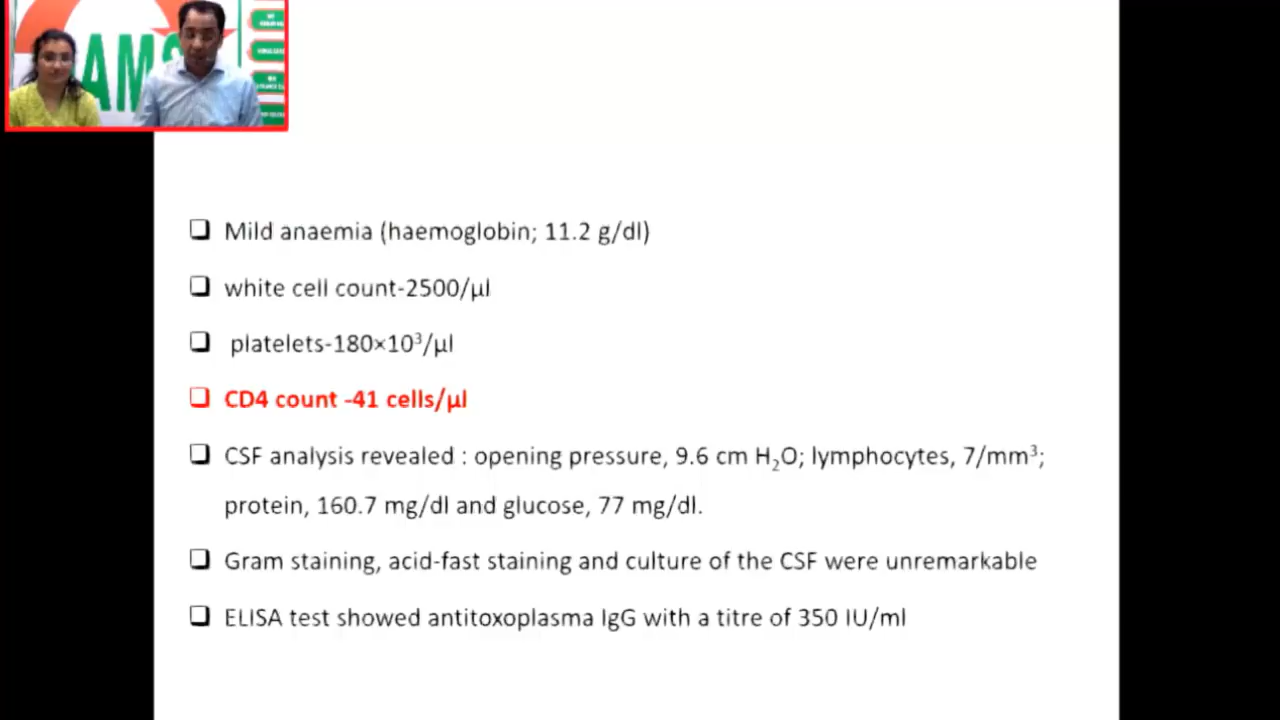 AMS
❑ Mild anaemia (haemoglobin; 11.2 g/dl)
❑ white cell count-2500/µl
❑ platelets-180×10³/µl
❑ CD4 count -41 cells/µl
❑ CSF analysis revealed : opening pressure, 9.6 cm H₂O; lymphocytes, 7/mm³;
protein, 160.7 mg/dl and glucose, 77 mg/dl.
❑ Gram staining, acid-fast staining and culture of the CSF were unremarkable
❑ ELISA test showed antitoxoplasma IgG with a titre of 350 IU/ml